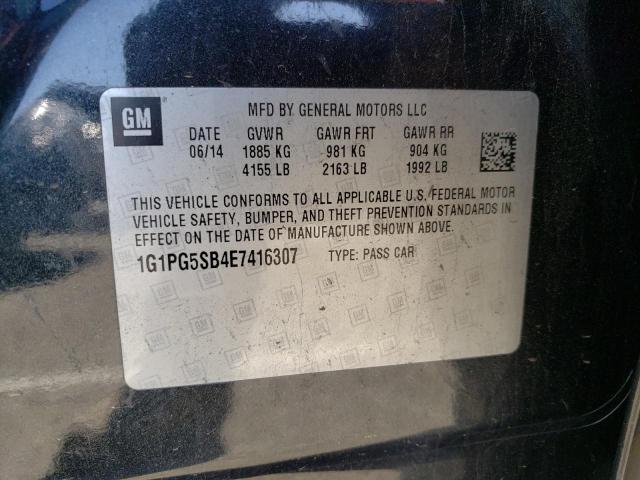 GM
MFD BY GENERAL MOTORS LLC
DATE GVWR GAWR FRT GAWR RR
06/14 1885 KG 981 KG 904 KG
4155 LB 2163 LB 1992 LB
THIS VEHICLE CONFORMS TO ALL APPLICABLE U.S. FEDERAL MOTOR
VEHICLE SAFETY, BUMPER, AND THEFT PREVENTION STANDARDS IN
EFFECT ON THE DATE OF MANUFACTURE SHOWN ABOVE.
1G1PG5SB4E7416307 TYPE: PASS CAR